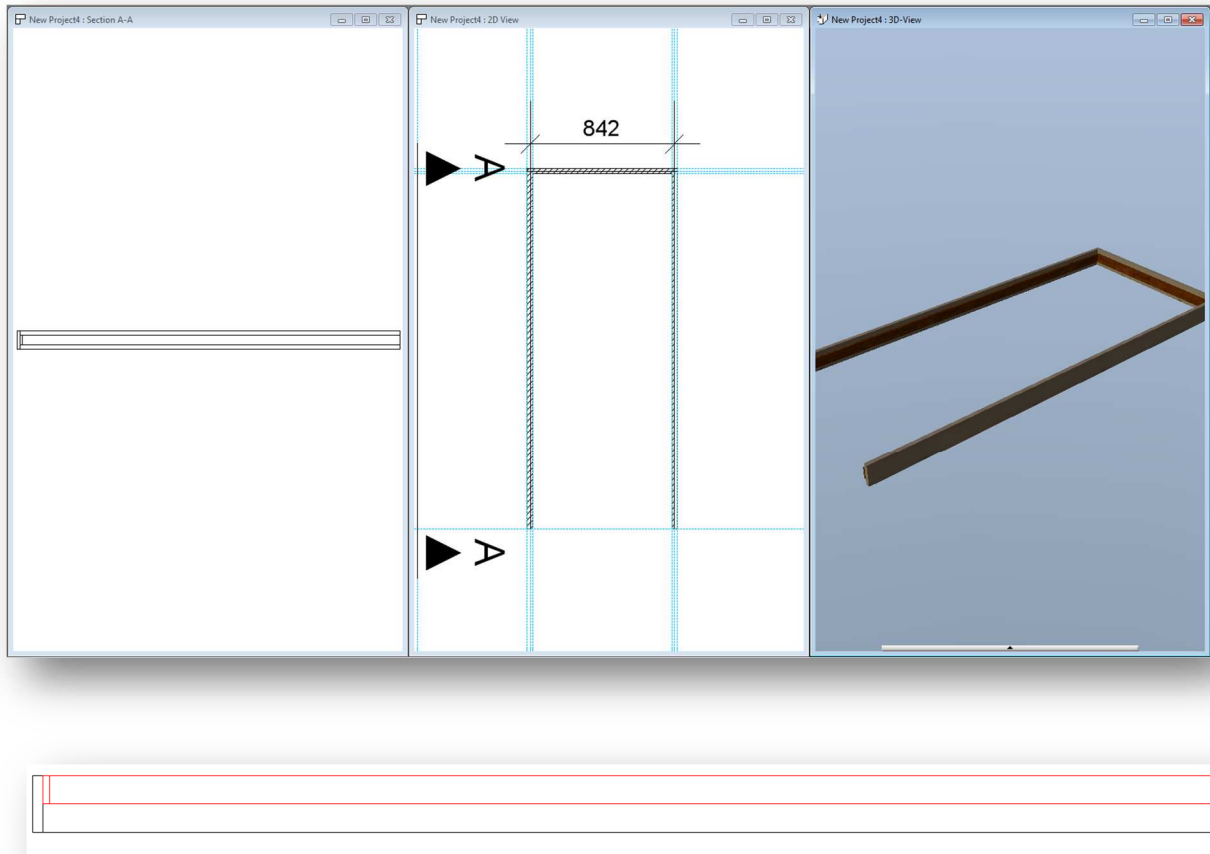 New Project4 : Section A-A
New Project4 : 2D View
New Project4 : 3D-View
842
A
A